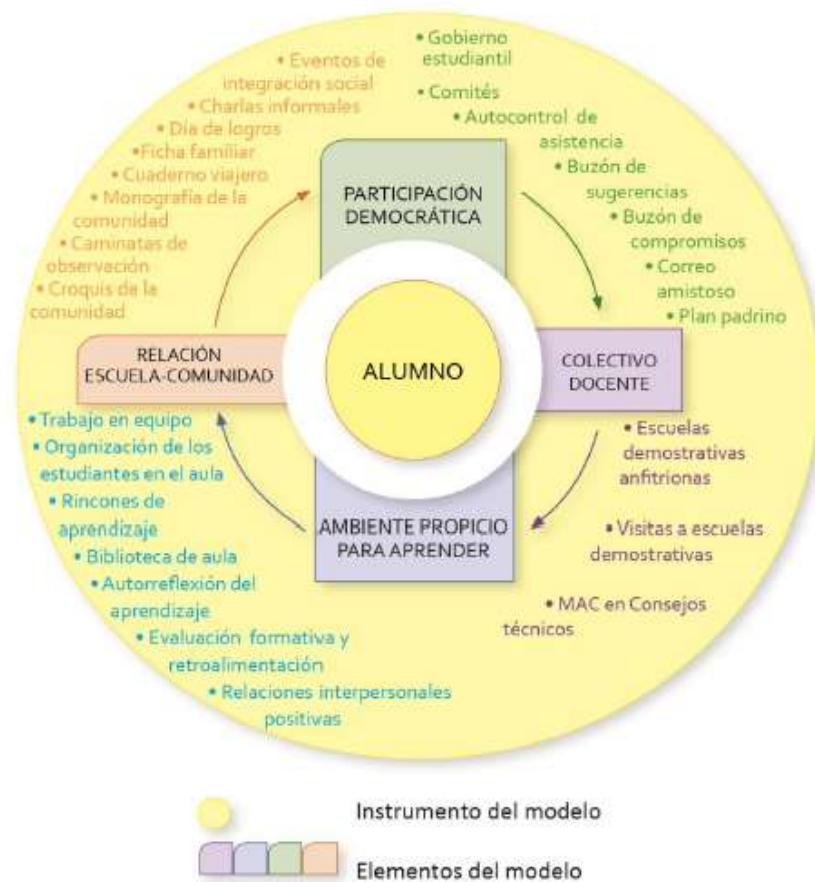 • Eventos de
integración social
• Charlas informales
• Día de logros
• Ficha familiar
• Cuaderno viajero
• Monografía de la
comunidad
• Caminatas de
observación
• Croquis de la
comunidad
• Gobierno
estudiantil
• Comités
• Autocontrol de
asistencia
• Buzón de
sugerencias
• Buzón de
compromisos
• Correo
amistoso
• Plan padrino
PARTICIPACIÓN
DEMOCRÁTICA
RELACIÓN
ESCUELA-COMUNIDAD
ALUMNO
COLECTIVO
DOCENTE
AMBIENTE PROPICIO
PARA APRENDER
• Trabajo en equipo
• Organización de los
estudiantes en el aula
• Rincones de
aprendizaje
• Biblioteca de aula
• Autorreflexión del
aprendizaje
• Evaluación formativa y
retroalimentación
• Relaciones interpersonales
positivas
• Escuelas
demostrativas
anfitrionas
• Visitas a escuelas
demostrativas
• MAC en Consejos
técnicos
Instrumento del modelo
Elementos del modelo